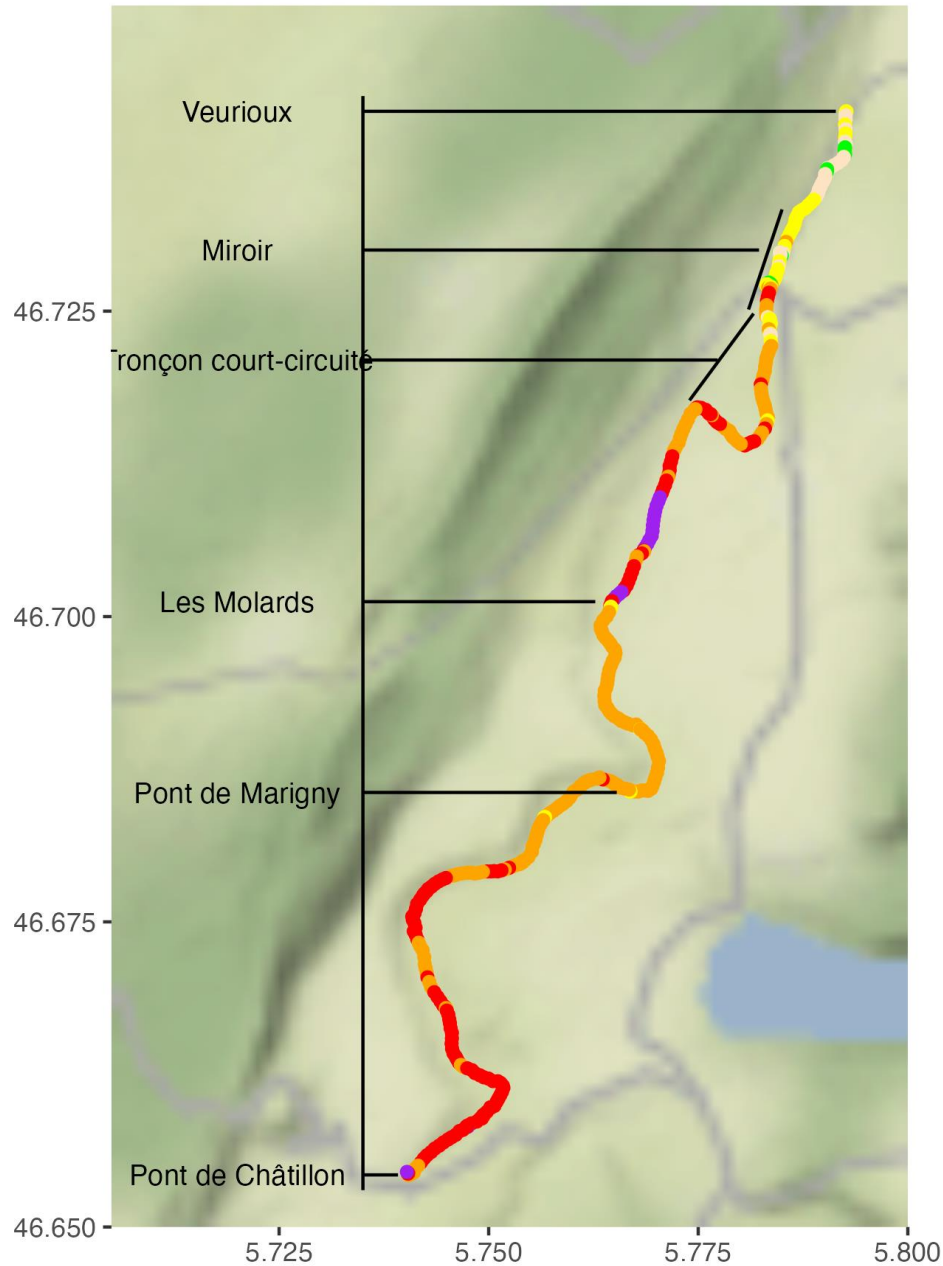 Veurioux
Miroir
46.725
Tronçon court-circuité
46.700
Les Molards
Pont de Marigny
46.675
Pont de Châtillon
46.650
5.725 5.750 5.775 5.800